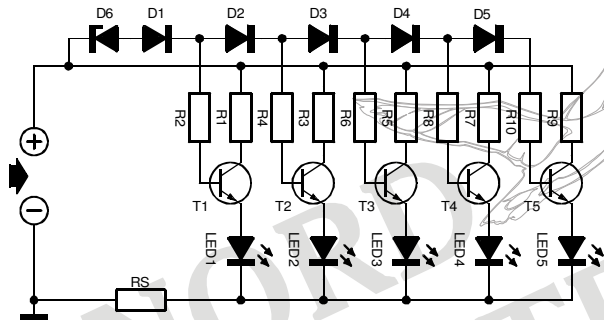 D6 D1 D2 D3 D4 D5
R2 R1 R4 R3 R6 R5 R8 R7 R10 R9
+
−
T1 T2 T3 T4 T5
LED1 LED2 LED3 LED4 LED5
RS
NORD